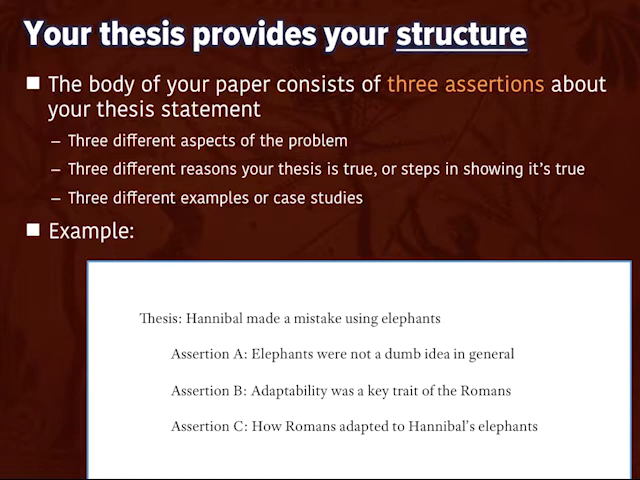 Your thesis provides your structure
■ The body of your paper consists of three assertions about
your thesis statement
– Three different aspects of the problem
– Three different reasons your thesis is true, or steps in showing it’s true
– Three different examples or case studies
■ Example:
Thesis: Hannibal made a mistake using elephants
Assertion A: Elephants were not a dumb idea in general
Assertion B: Adaptability was a key trait of the Romans
Assertion C: How Romans adapted to Hannibal’s elephants